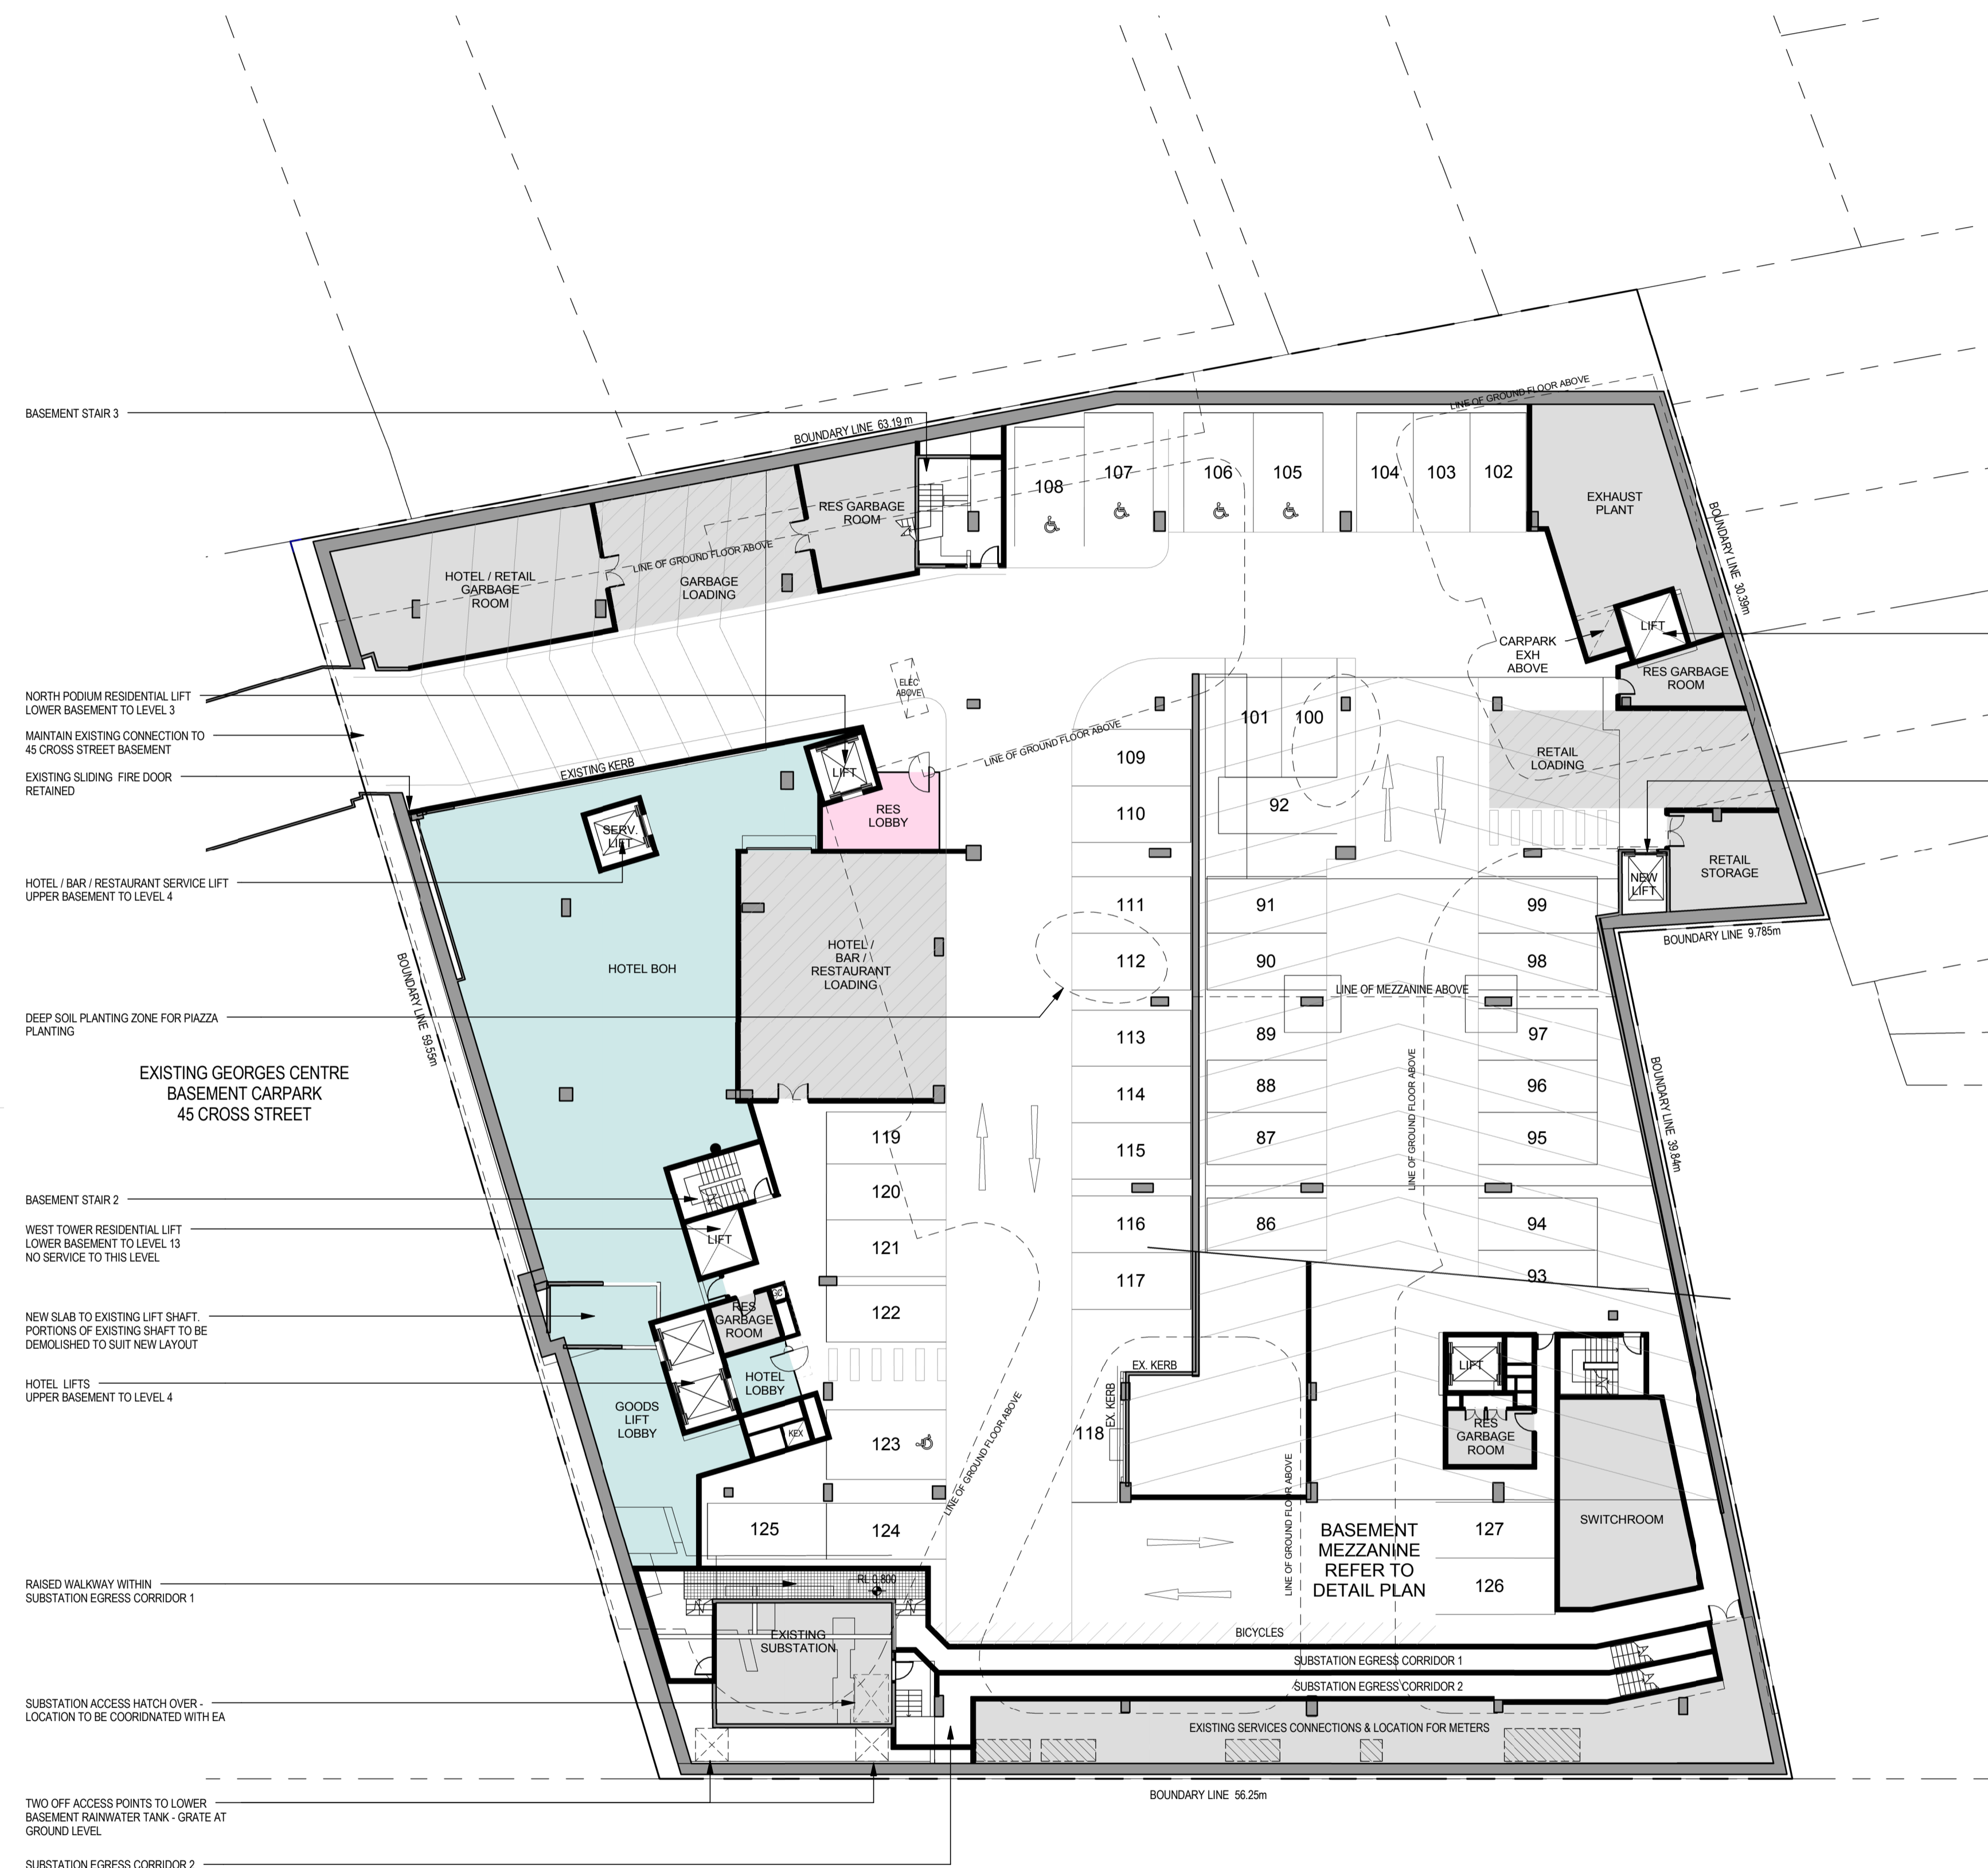 BASEMENT STAIR 3
NORTH PODIUM RESIDENTIAL LIFT
LOWER BASEMENT TO LEVEL 3
MAINTAIN EXISTING CONNECTION TO
45 CROSS STREET BASEMENT
EXISTING SLIDING FIRE DOOR
RETAINED
HOTEL / BAR / RESTAURANT SERVICE LIFT
UPPER BASEMENT TO LEVEL 4
DEEP SOIL PLANTING ZONE FOR PIAZZA
PLANTING
EXISTING GEORGES CENTRE
BASEMENT CARPARK
45 CROSS STREET
BASEMENT STAIR 2
WEST TOWER RESIDENTIAL LIFT
LOWER BASEMENT TO LEVEL 13
NO SERVICE TO THIS LEVEL
NEW SLAB TO EXISTING LIFT SHAFT.
PORTIONS OF EXISTING SHAFT TO BE
DEMOLISHED TO SUIT NEW LAYOUT
HOTEL LIFTS
UPPER BASEMENT TO LEVEL 4
RAISED WALKWAY WITHIN
SUBSTATION EGRESS CORRIDOR 1
SUBSTATION ACCESS HATCH OVER -
LOCATION TO BE COORIDNATED WITH EA
TWO OFF ACCESS POINTS TO LOWER
BASEMENT RAINWATER TANK - GRATE AT
GROUND LEVEL
SUBSTATION EGRESS CORRIDOR 2
BOUNDARY LINE 63.19 m
LINE OF GROUND FLOOR ABOVE
HOTEL / RETAIL
GARBAGE
ROOM
LINE OF GROUND FLOOR ABOVE
GARBAGE
LOADING
RES GARBAGE
ROOM
108
107
106
105
104
103
102
EXHAUST
PLANT
BOUNDARY LINE 30.39m
LIFT
CARPARK
EXH
ABOVE
RES GARBAGE
ROOM
ELEC
ABOVE
LINE OF GROUND FLOOR ABOVE
EXISTING KERB
LIFT
RES
LOBBY
SERV.
LIFT
101
100
92
109
110
RETAIL
LOADING
RETAIL
STORAGE
NEW
LIFT
BOUNDARY LINE 9.785m
HOTEL BOH
HOTEL /
BAR /
RESTAURANT
LOADING
BOUNDARY LINE 59.55m
111
112
113
114
115
116
117
118
91
90
89
88
87
86
99
98
97
96
95
94
93
LINE OF MEZZANINE ABOVE
LINE OF GROUND FLOOR ABOVE
BOUNDARY LINE 39.84m
119
120
121
122
123
124
125
LIFT
RES
GARBAGE
ROOM
GC
HOTEL
LOBBY
GOODS
LIFT
LOBBY
KEX
LINE OF GROUND FLOOR ABOVE
EX. KERB
EX. KERB
LINE OF GROUND FLOOR ABOVE
LIFT
RES
GARBAGE
ROOM
SWITCHROOM
BASEMENT
MEZZANINE
REFER TO
DETAIL PLAN
127
126
RL 0.800
EXISTING
SUBSTATION
BICYCLES
SUBSTATION EGRESS CORRIDOR 1
SUBSTATION EGRESS CORRIDOR 2
EXISTING SERVICES CONNECTIONS & LOCATION FOR METERS
BOUNDARY LINE 56.25m